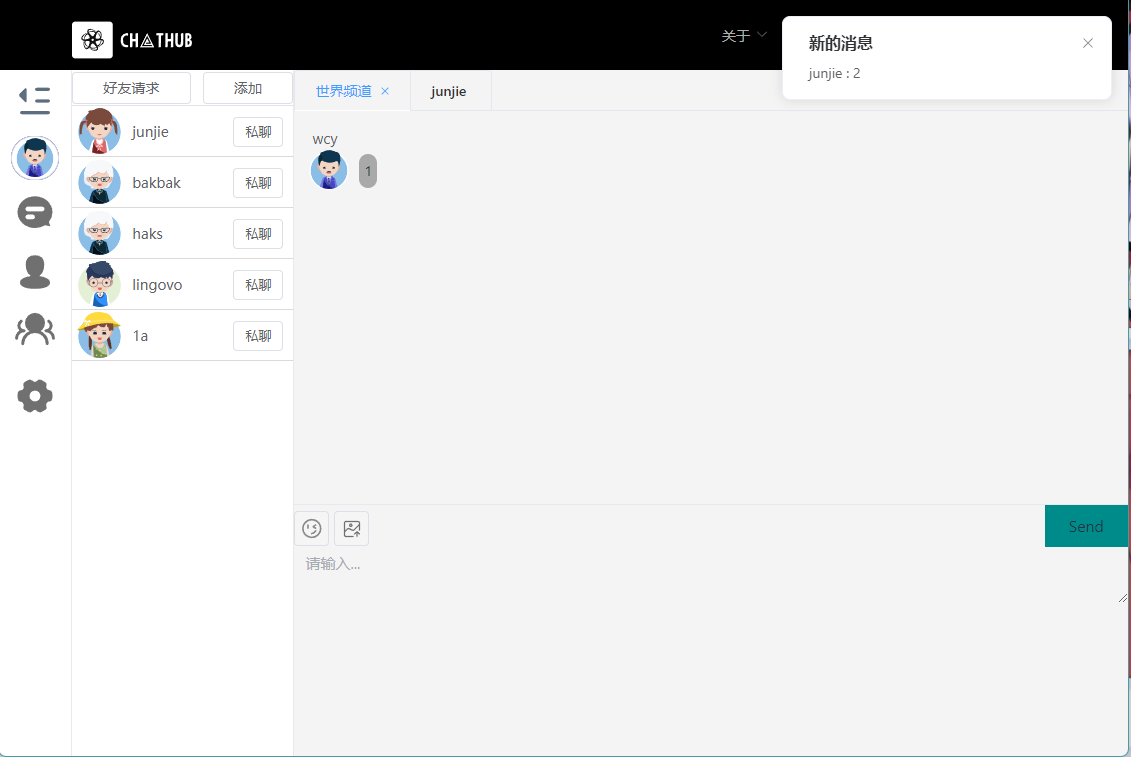 CHATHUB
关于
新的消息
junjie : 2
好友请求
添加
世界频道
junjie
junjie
私聊
bakbak
私聊
haks
私聊
lingovo
私聊
1a
私聊
wcy
1
Send
请输入...